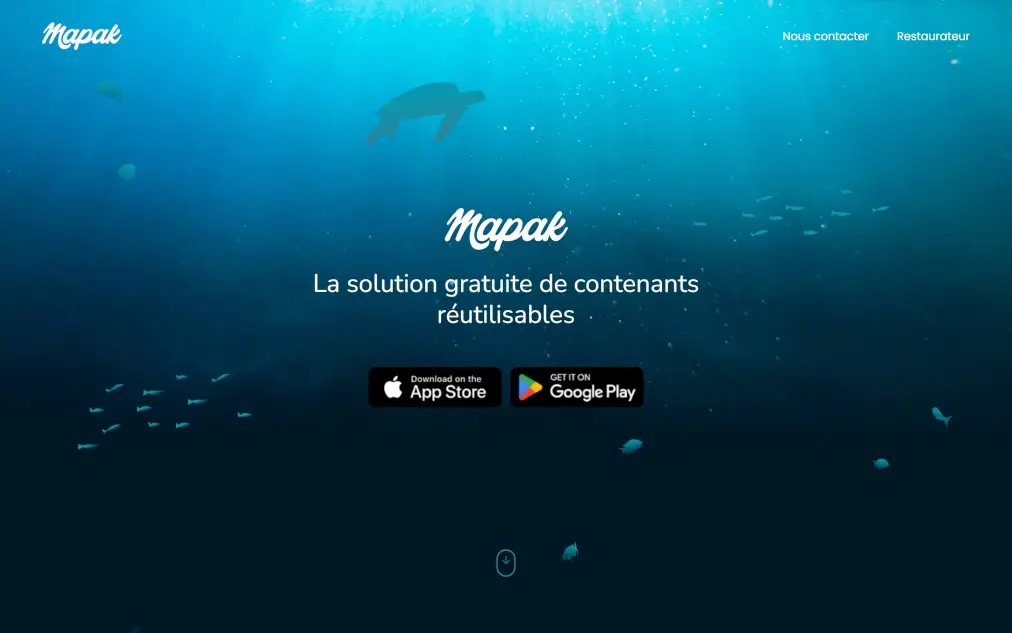 Mapak
Nous contacter
Restaurateur
Mapak
La solution gratuite de contenants
réutilisables
Download on the
App Store
GET IT ON
Google Play